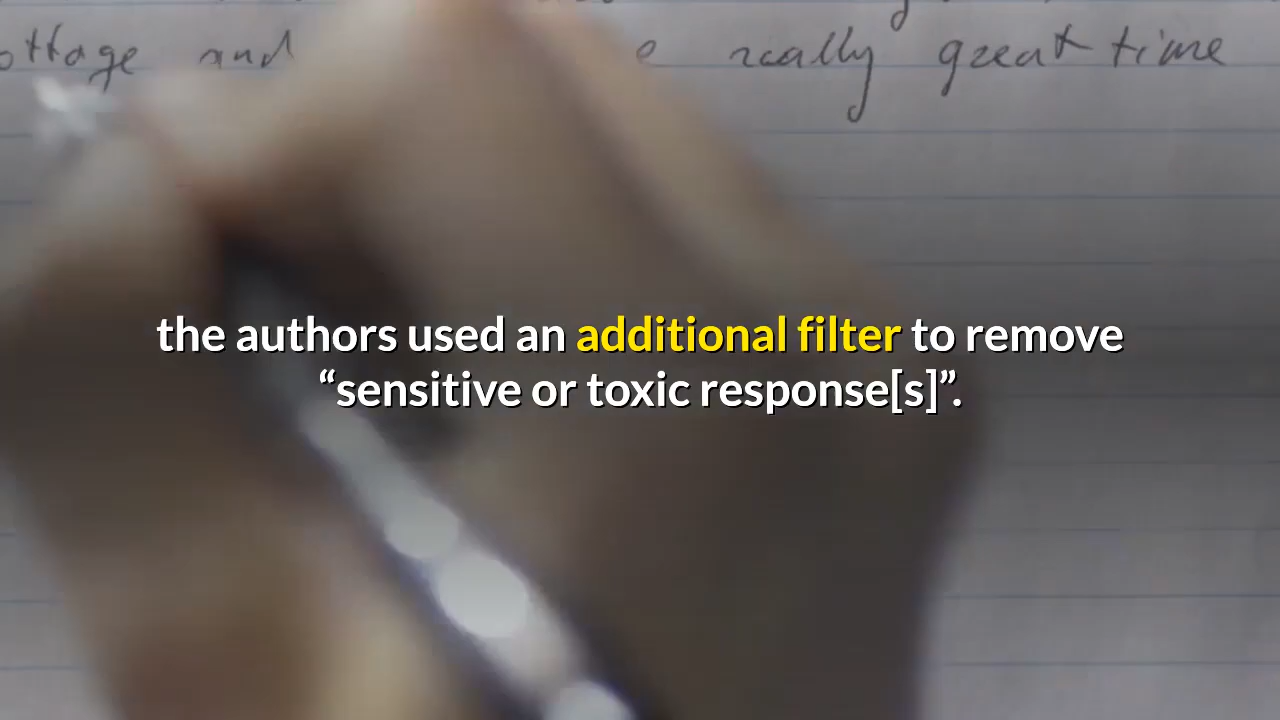 ottage and e really great time
the authors used an additional filter to remove
“sensitive or toxic response[s]”.